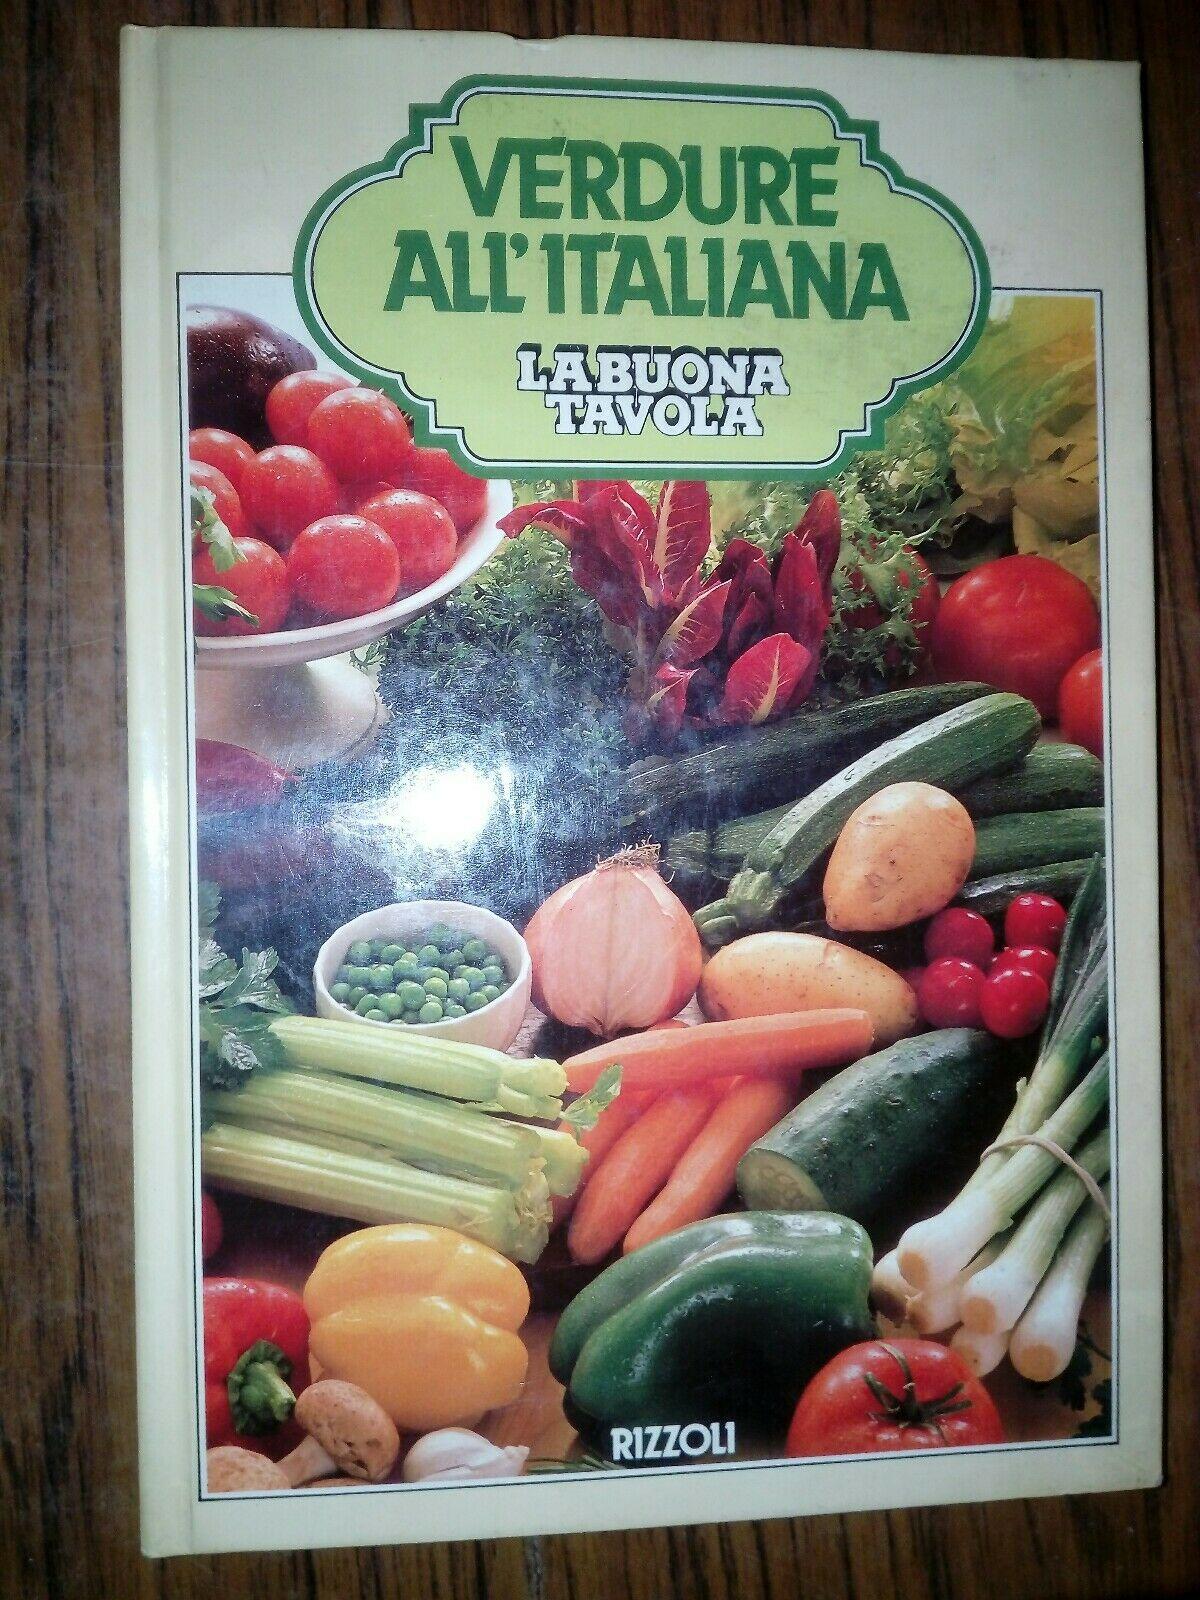 VERDURE
ALL'ITALIANA
LA BUONA
TAVOLA
RIZZOLI